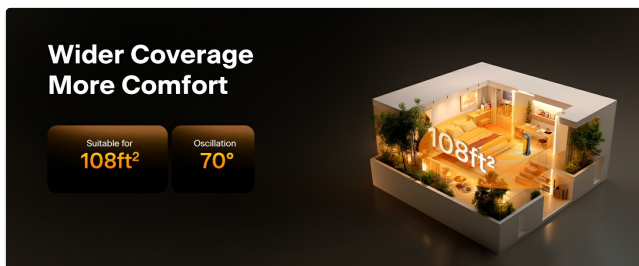 Wider Coverage
More Comfort
Suitable for
108ft²
Oscillation
70°
108ft²